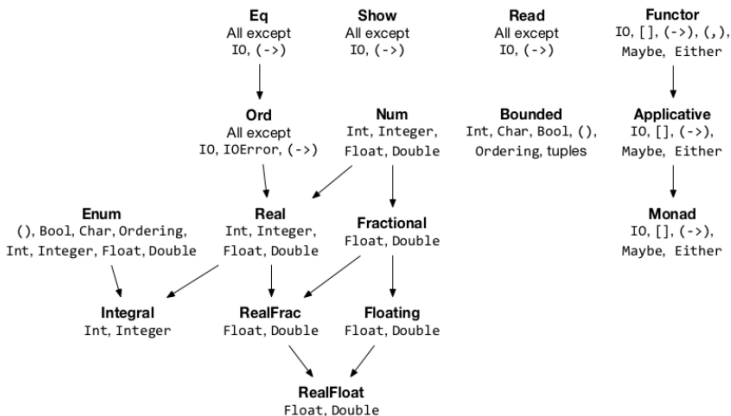 Eq
All except
IO, (->)
Show
All except
IO, (->)
Read
All except
IO, (->)
Functor
IO, [], (->), (,),
Maybe, Either
Ord
All except
IO, IOError, (->)
Num
Int, Integer,
Float, Double
Bounded
Int, Char, Bool, (),
Ordering, tuples
Applicative
IO, [], (->),
Maybe, Either
Enum
(), Bool, Char, Ordering,
Int, Integer, Float, Double
Real
Int, Integer,
Float, Double
Fractional
Float, Double
Monad
IO, [], (->),
Maybe, Either
Integral
Int, Integer
RealFrac
Float, Double
Floating
Float, Double
RealFloat
Float, Double